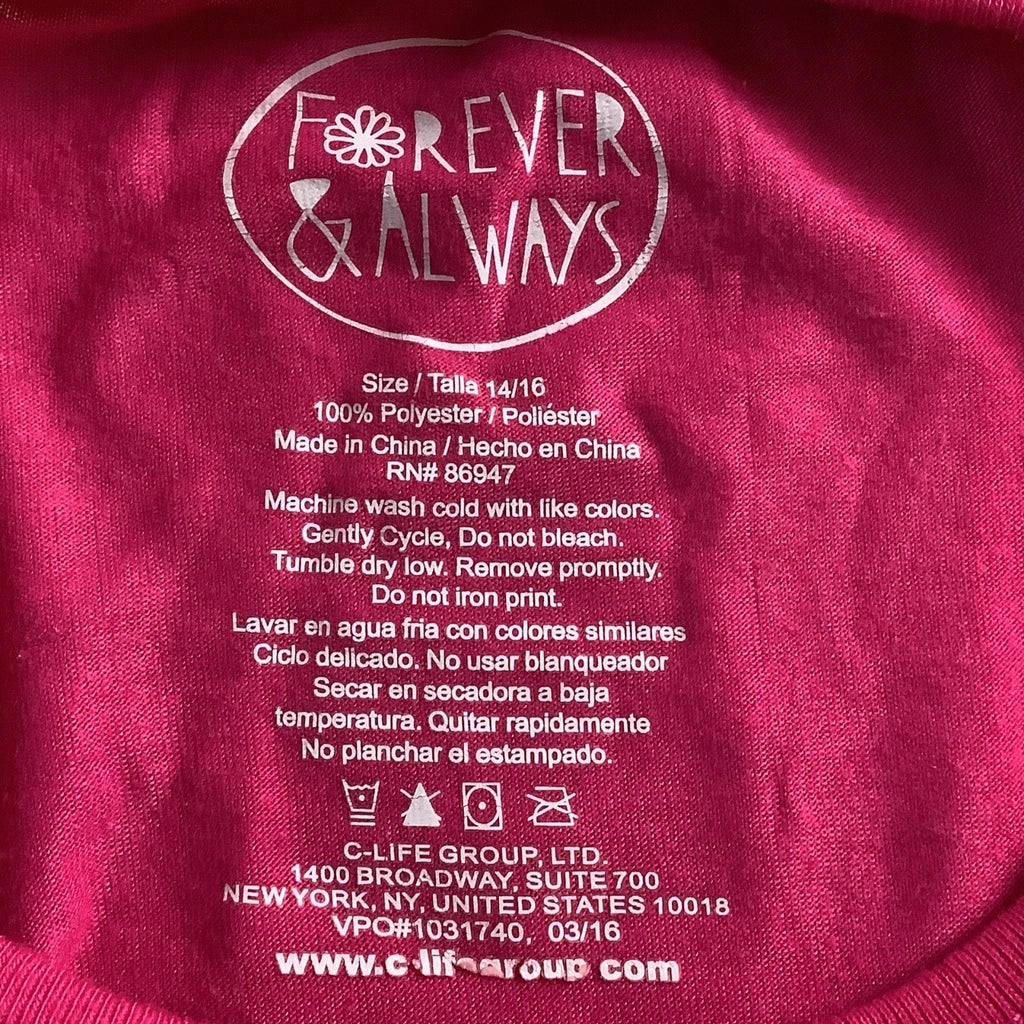 FOREVER
& ALWAYS
Size / Talla 14/16
100% Polyester / Poliéster
Made in China / Hecho en China
RN# 86947
Machine wash cold with like colors.
Gently Cycle, Do not bleach.
Tumble dry low. Remove promptly.
Do not iron print.
Lavar en agua fria con colores similares
Ciclo delicado. No usar blanqueador
Secar en secadora a baja
temperatura. Quitar rapidamente
No planchar el estampado.
C-LIFE GROUP, LTD.
1400 BROADWAY, SUITE 700
NEW YORK, NY, UNITED STATES 10018
VPO#1031740, 03/16
www.c-lifegroup.com